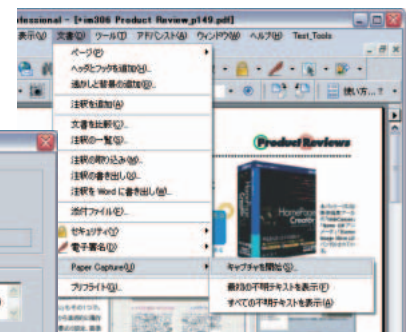 ofessional - [*im306 Product Review_p149.pdf]
表示(V) 文書(D) ツール(T) アドバンスト(A) ウィンドウ(W) ヘルプ(H) Text_Tools
ページ(P)
ヘッダとフッタを追加(H)...
透かしと背景の追加(B)...
使い方...?
注釈を追加(A)
文書を比較(C)...
注釈の一覧(S)...
Product Reviews
注釈の取り込み(M)...
注釈の書き出し(X)...
注釈を Word に書き出し(W)...
HomePage Creator
添付ファイル(F)...
セキュリティ(Y)
電子署名(D)
Paper Capture(U)
キャプチャを開始(S)...
プリフライト(G)...
最初の不明テキストを表示(F)
すべての不明テキストを表示(A)